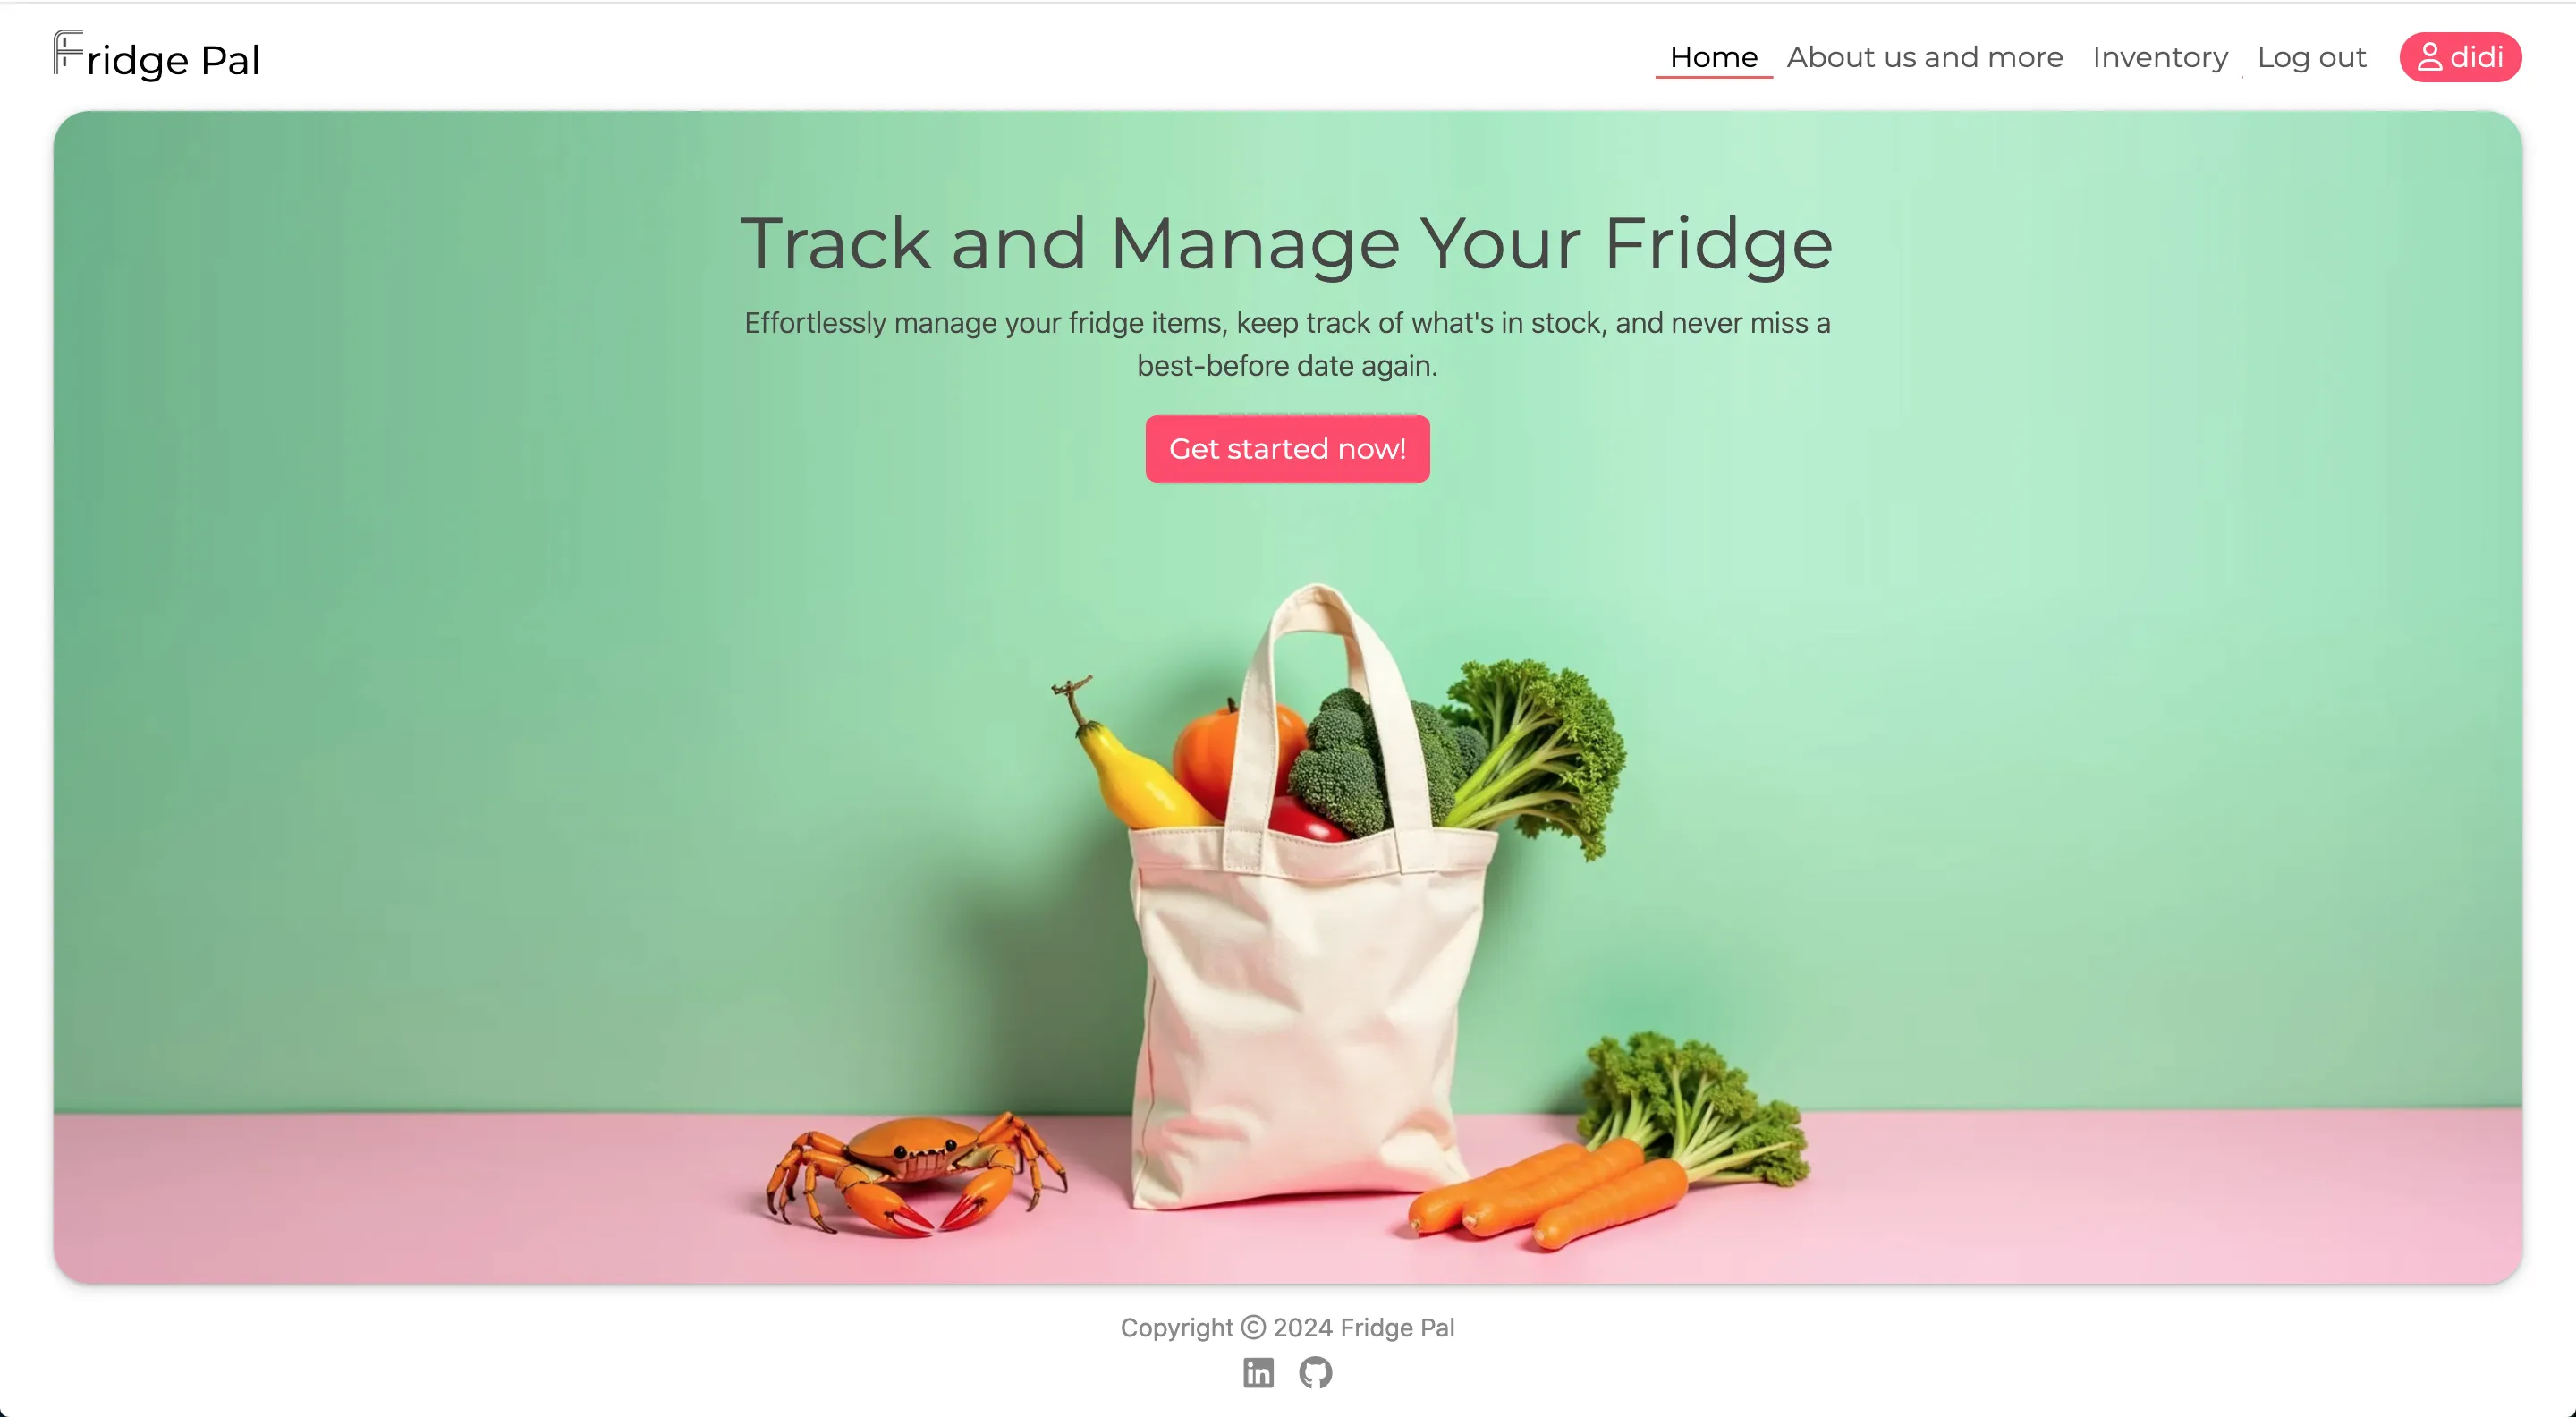 Fridge Pal
Home
About us and more
Inventory
Log out
didi
Track and Manage Your Fridge
Effortlessly manage your fridge items, keep track of what's in stock, and never miss a
best-before date again.
Get started now!
Copyright © 2024 Fridge Pal
in